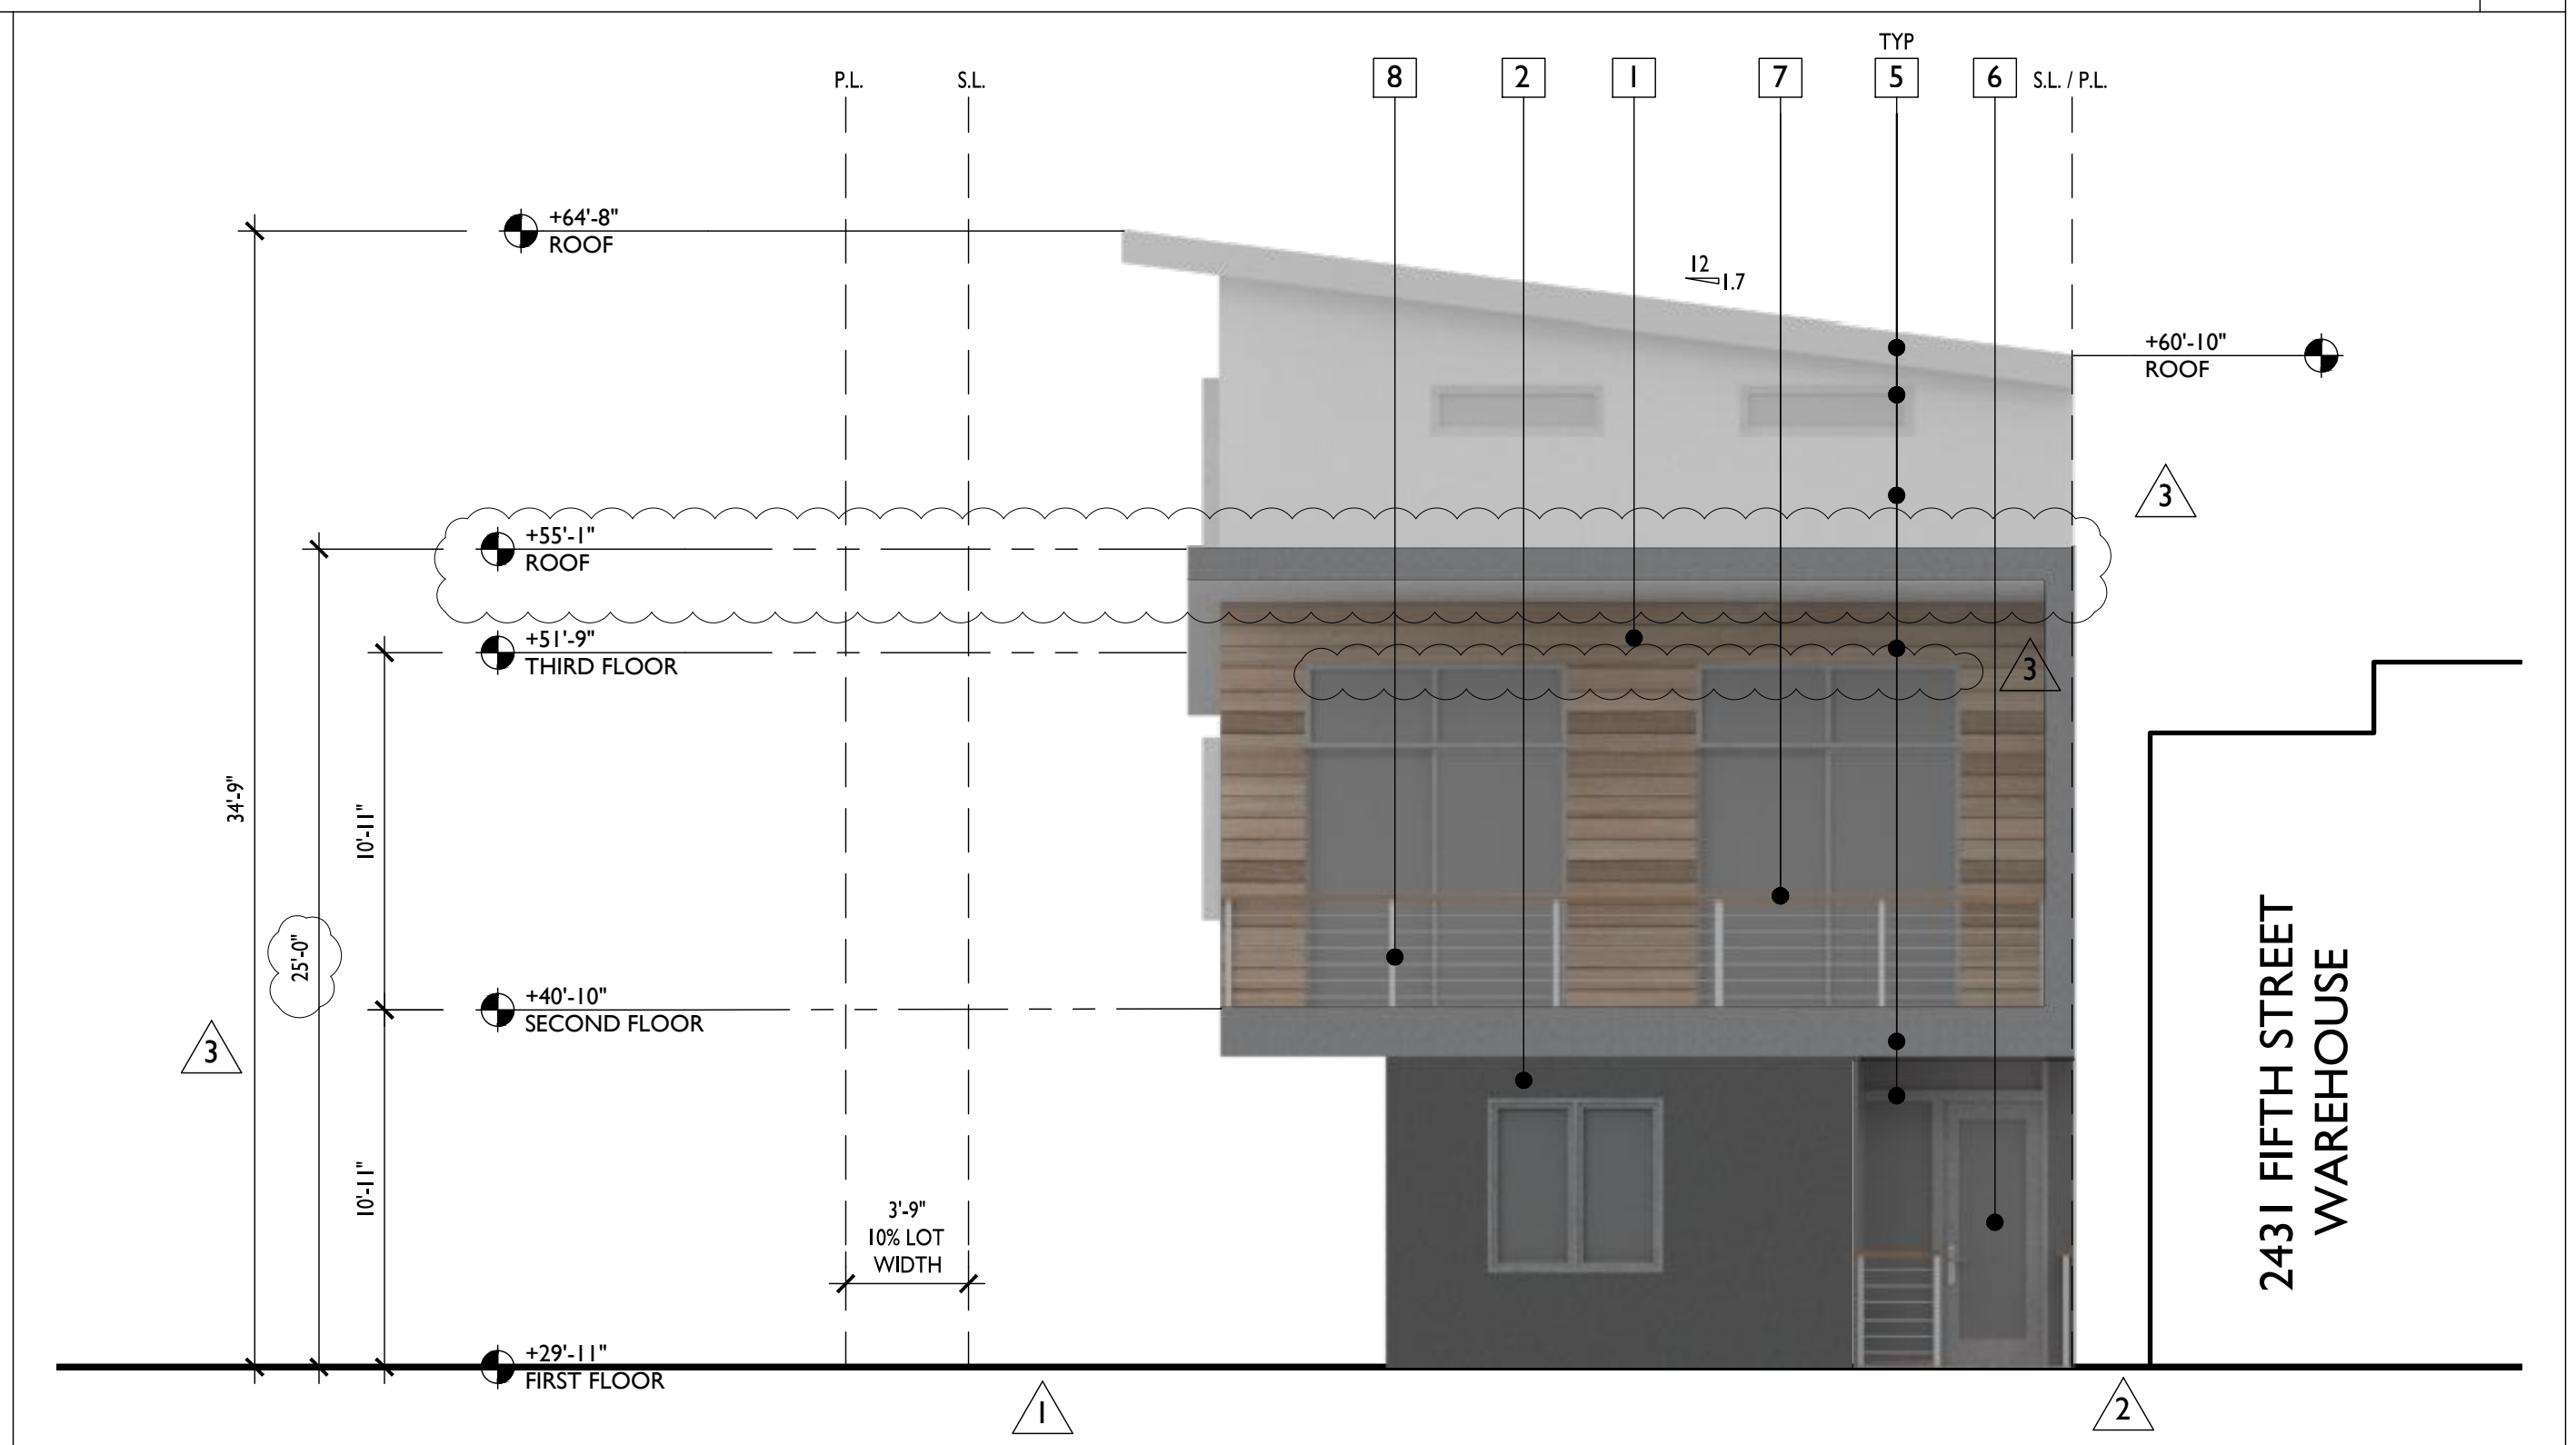 TYP
P.L.
S.L.
8
2
1
7
5
6
S.L. / P.L.
+64'-8"
ROOF
12
1.7
+60'-10"
ROOF
3
+55'-1"
ROOF
+51'-9"
THIRD FLOOR
3
34'-9"
10'-11"
25'-0"
+40'-10"
SECOND FLOOR
3
10'-11"
3'-9"
10% LOT
WIDTH
2431 FIFTH STREET
WAREHOUSE
+29'-11"
FIRST FLOOR
1
2